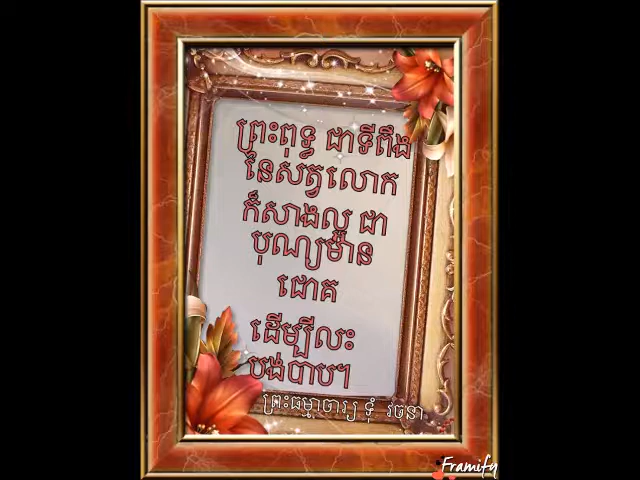 ព្រះពុទ្ធ ជាទីពឹង
នៃសត្វលោក
ក៏សាងល្អ ជា
បុណ្យមាន
ជោគ
ដើម្បីលះ
បង់បាប។
ព្រះធម្មាចារ្យ ទុំ វចនា
Framify